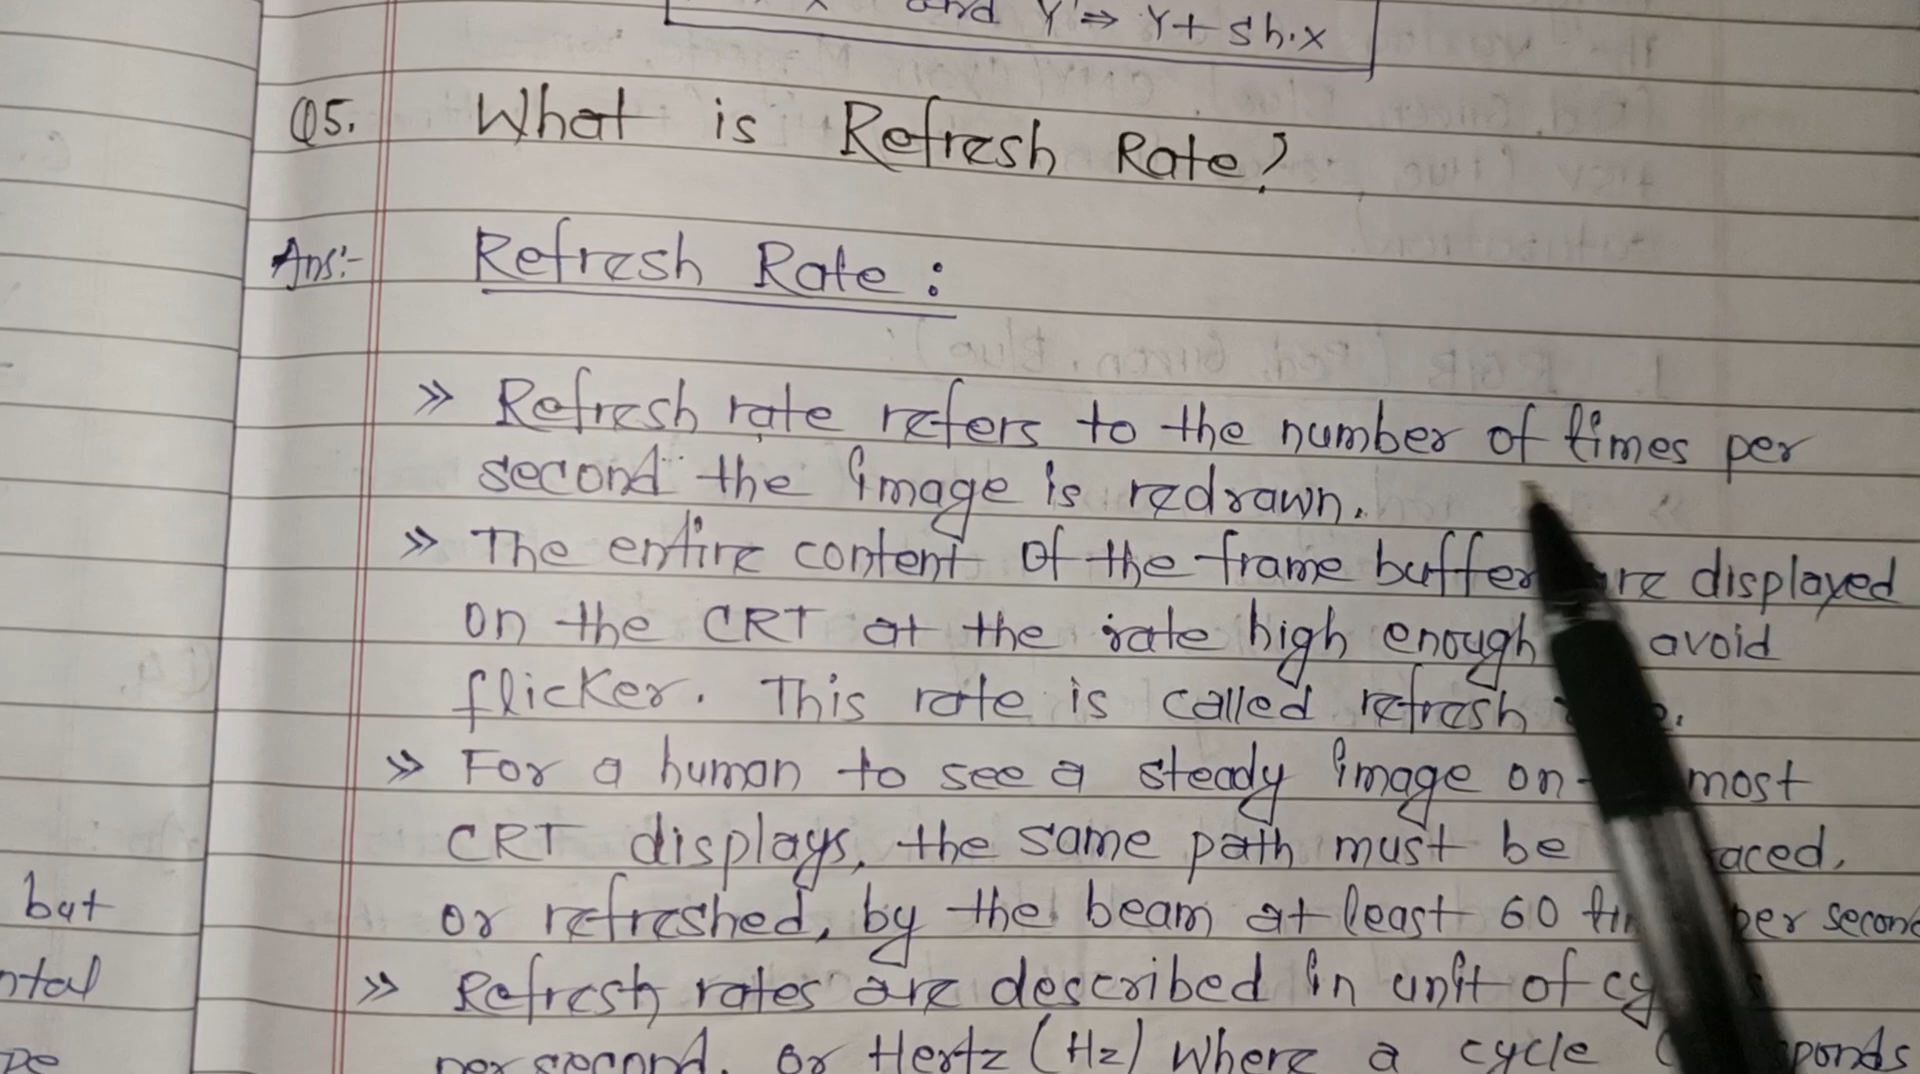 and Y'⇒ Y+ sh.x
Q5. What is Refresh Rate?
Ans:- Refresh Rate :
» Refresh rate refers to the number of times per
second the image is redrawn.
» The entire content of the frame buffer are displayed
on the CRT at the rate high enough avoid
flicker. This rate is called refresh
» For a human to see a steady image on most
CRT displays, the same path must be
or refreshed, by the beam at least 60 per second
» Refresh rates are described in unit of
per second, or Hertz (Hz) where a cycle
but
ntal